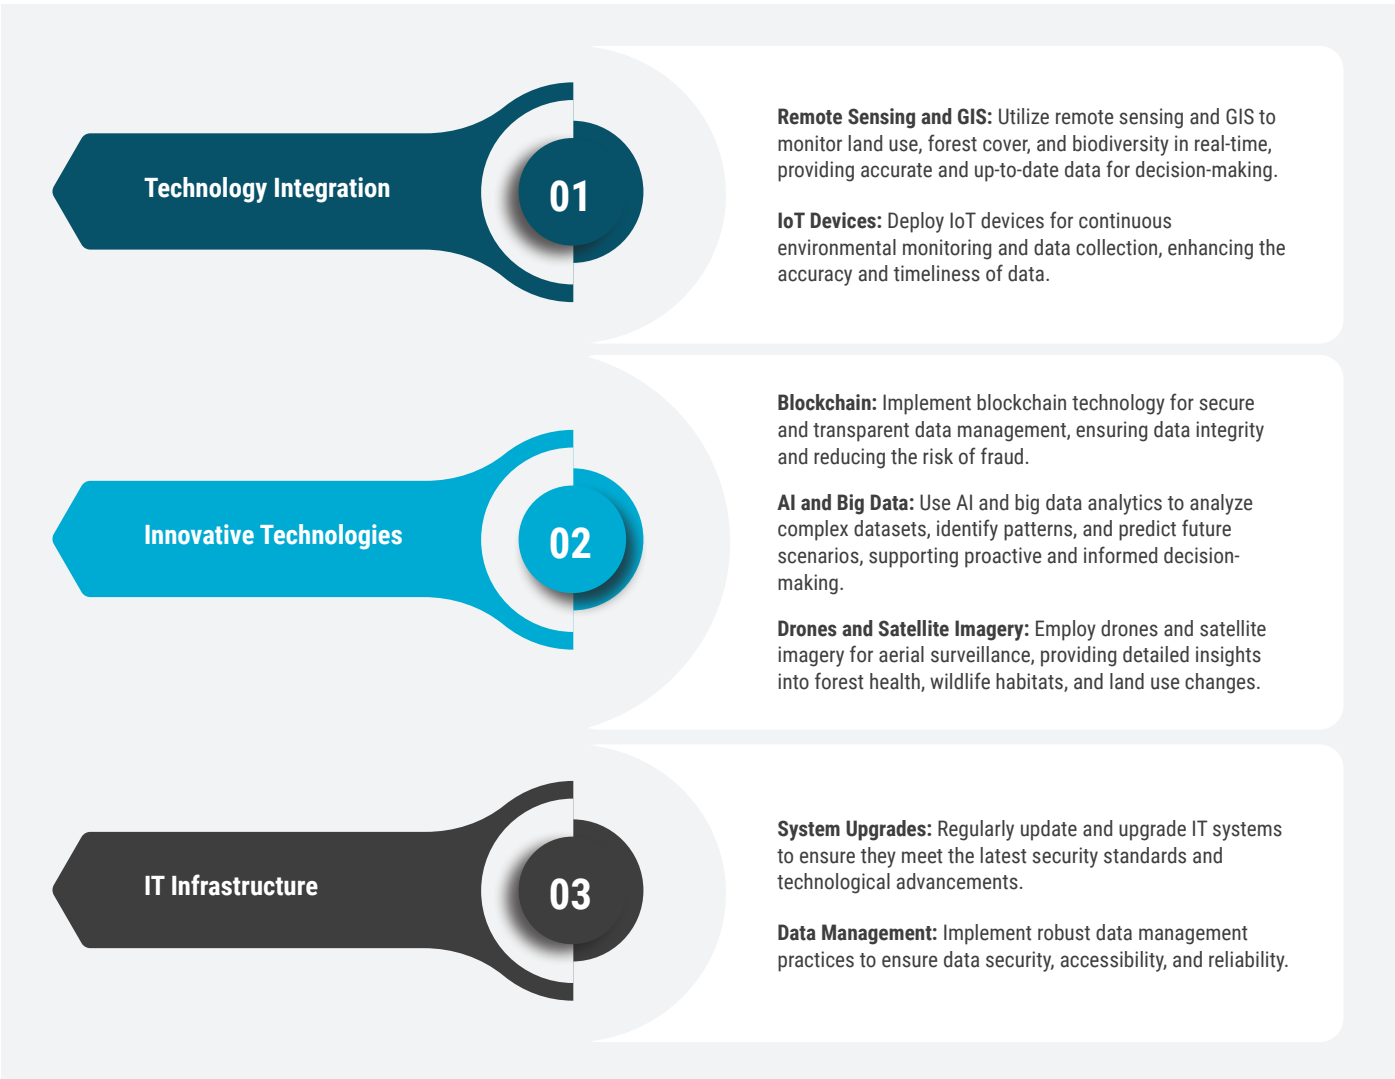 Technology Integration
01
Remote Sensing and GIS: Utilize remote sensing and GIS to
monitor land use, forest cover, and biodiversity in real-time,
providing accurate and up-to-date data for decision-making.
IoT Devices: Deploy IoT devices for continuous
environmental monitoring and data collection, enhancing the
accuracy and timeliness of data.
Innovative Technologies
02
Blockchain: Implement blockchain technology for secure
and transparent data management, ensuring data integrity
and reducing the risk of fraud.
AI and Big Data: Use AI and big data analytics to analyze
complex datasets, identify patterns, and predict future
scenarios, supporting proactive and informed decision-
making.
Drones and Satellite Imagery: Employ drones and satellite
imagery for aerial surveillance, providing detailed insights
into forest health, wildlife habitats, and land use changes.
IT Infrastructure
03
System Upgrades: Regularly update and upgrade IT systems
to ensure they meet the latest security standards and
technological advancements.
Data Management: Implement robust data management
practices to ensure data security, accessibility, and reliability.